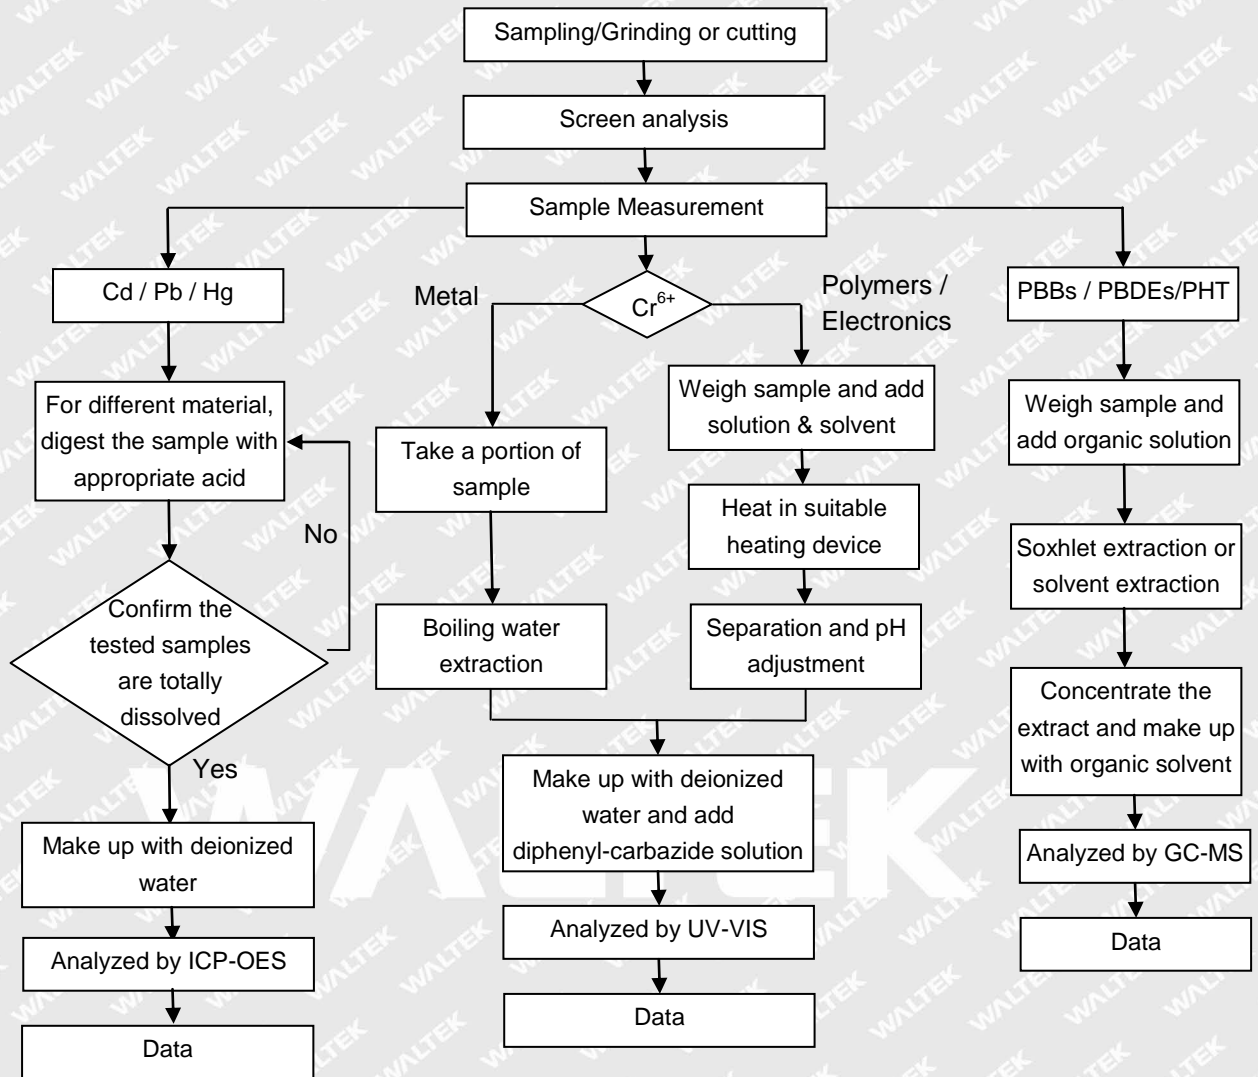 Sampling/Grinding or cutting
Screen analysis
Sample Measurement
Cd / Pb / Hg
For different material,
digest the sample with
appropriate acid
No
Confirm the
tested samples
are totally
dissolved
Yes
Make up with deionized
water
Analyzed by ICP-OES
Data
Metal
Cr⁶⁺
Polymers /
Electronics
Take a portion of
sample
Boiling water
extraction
Weigh sample and add
solution & solvent
Heat in suitable
heating device
Separation and pH
adjustment
Make up with deionized
water and add
diphenyl-carbazide solution
Analyzed by UV-VIS
Data
PBBs / PBDEs/PHT
Weigh sample and
add organic solution
Soxhlet extraction or
solvent extraction
Concentrate the
extract and make up
with organic solvent
Analyzed by GC-MS
Data
WALTEK